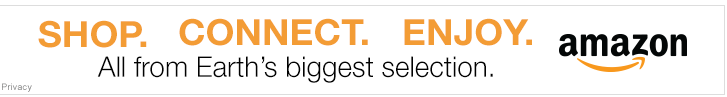 SHOP. CONNECT. ENJOY.
All from Earth's biggest selection.
amazon
Privacy